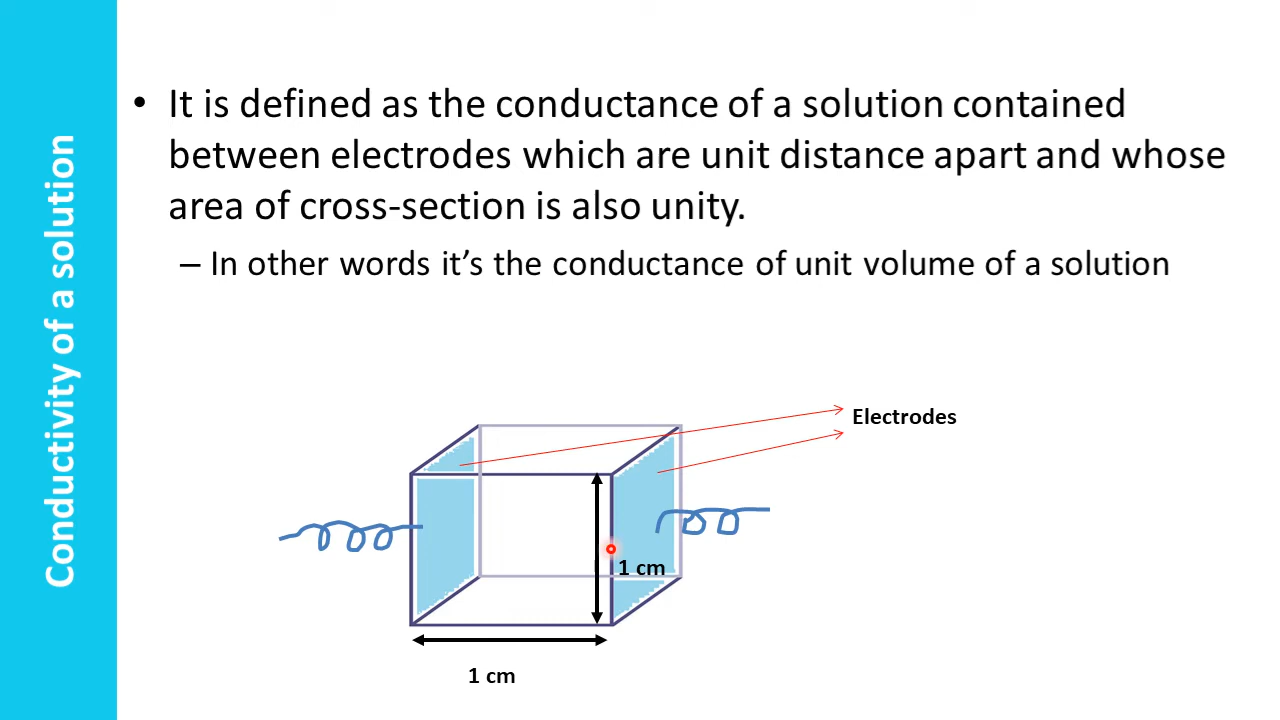 Conductivity of a solution
• It is defined as the conductance of a solution contained
between electrodes which are unit distance apart and whose
area of cross-section is also unity.
– In other words it’s the conductance of unit volume of a solution
Electrodes
1 cm
1 cm